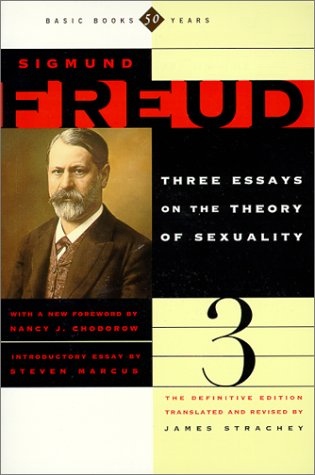 BASIC BOOKS 50 YEARS
SIGMUND
FREUD
THREE ESSAYS
ON THE THEORY
OF SEXUALITY
WITH A NEW FOREWORD BY
NANCY J. CHODOROW
INTRODUCTORY ESSAY BY
STEVEN MARCUS
3
THE DEFINITIVE EDITION
TRANSLATED AND REVISED BY
JAMES STRACHEY